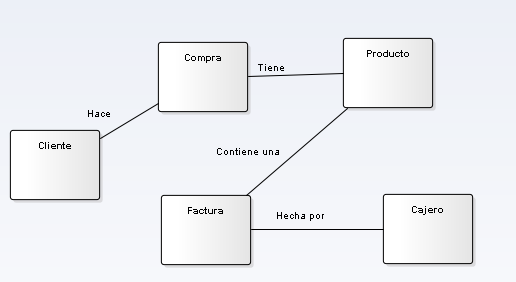 Compra
Producto
Tiene
Hace
Cliente
Contiene una
Factura
Hecha por
Cajero